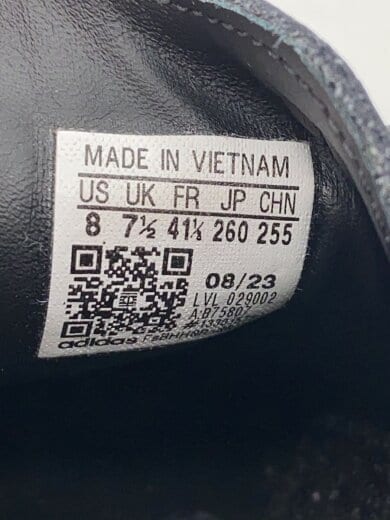 MADE IN VIETNAM
US UK FR JP CHN
8 7½ 41⅓ 260 255
08/23
LVL 029002
adidas